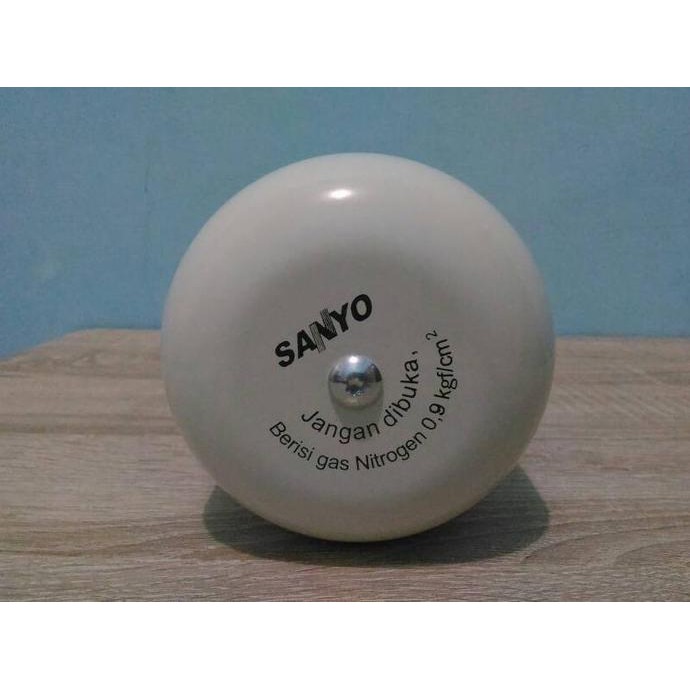 SANYO
Jangan dibuka,
Berisi gas Nitrogen 0,9 kgf/cm²